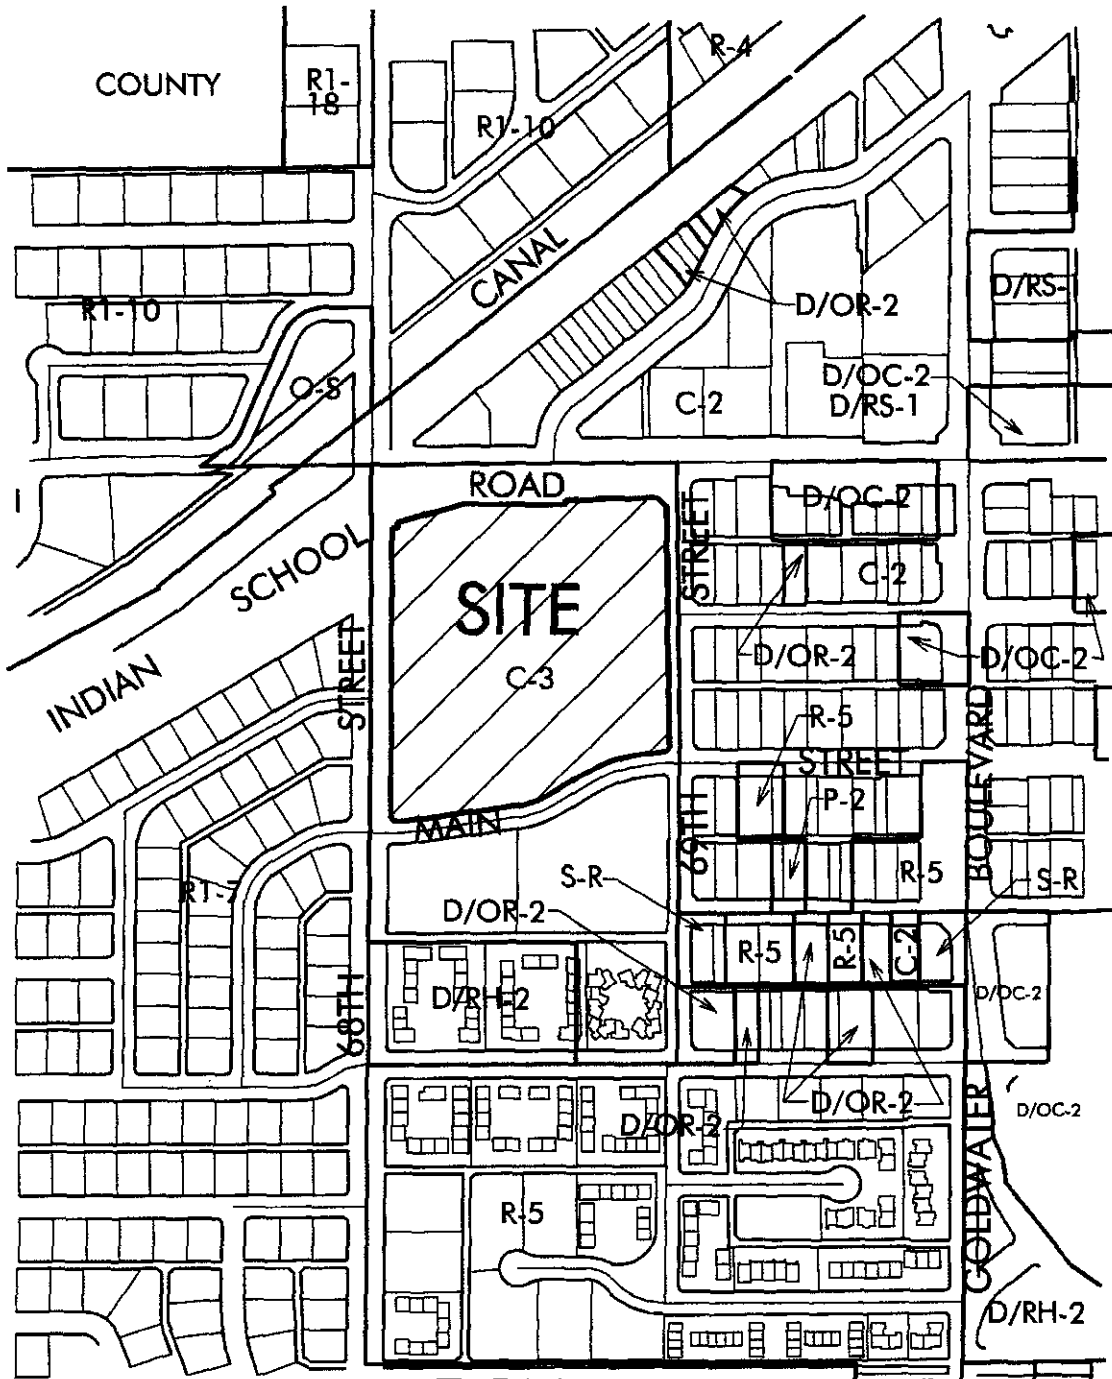 COUNTY
R1-
18
R-4
R1-10
CANAL
D/RS-1
R1-10
D/OR-2
O-S
C-2
D/OC-2
D/RS-1
ROAD
STREET
D/OC-2
SCHOOL
SITE
C-3
C-2
INDIAN
STREET
D/OR-2
D/OC-2
R-5
BOULEVARD
STREET
P-2
MAIN
69TH
R1-7
S-R
R-5
S-R
D/OR-2
R-5
R-5
C-2
68TH
D/RH-2
D/OC-2
D/OR-2
D/OR-2
GOLDWATER
D/OC-2
R-5
D/RH-2